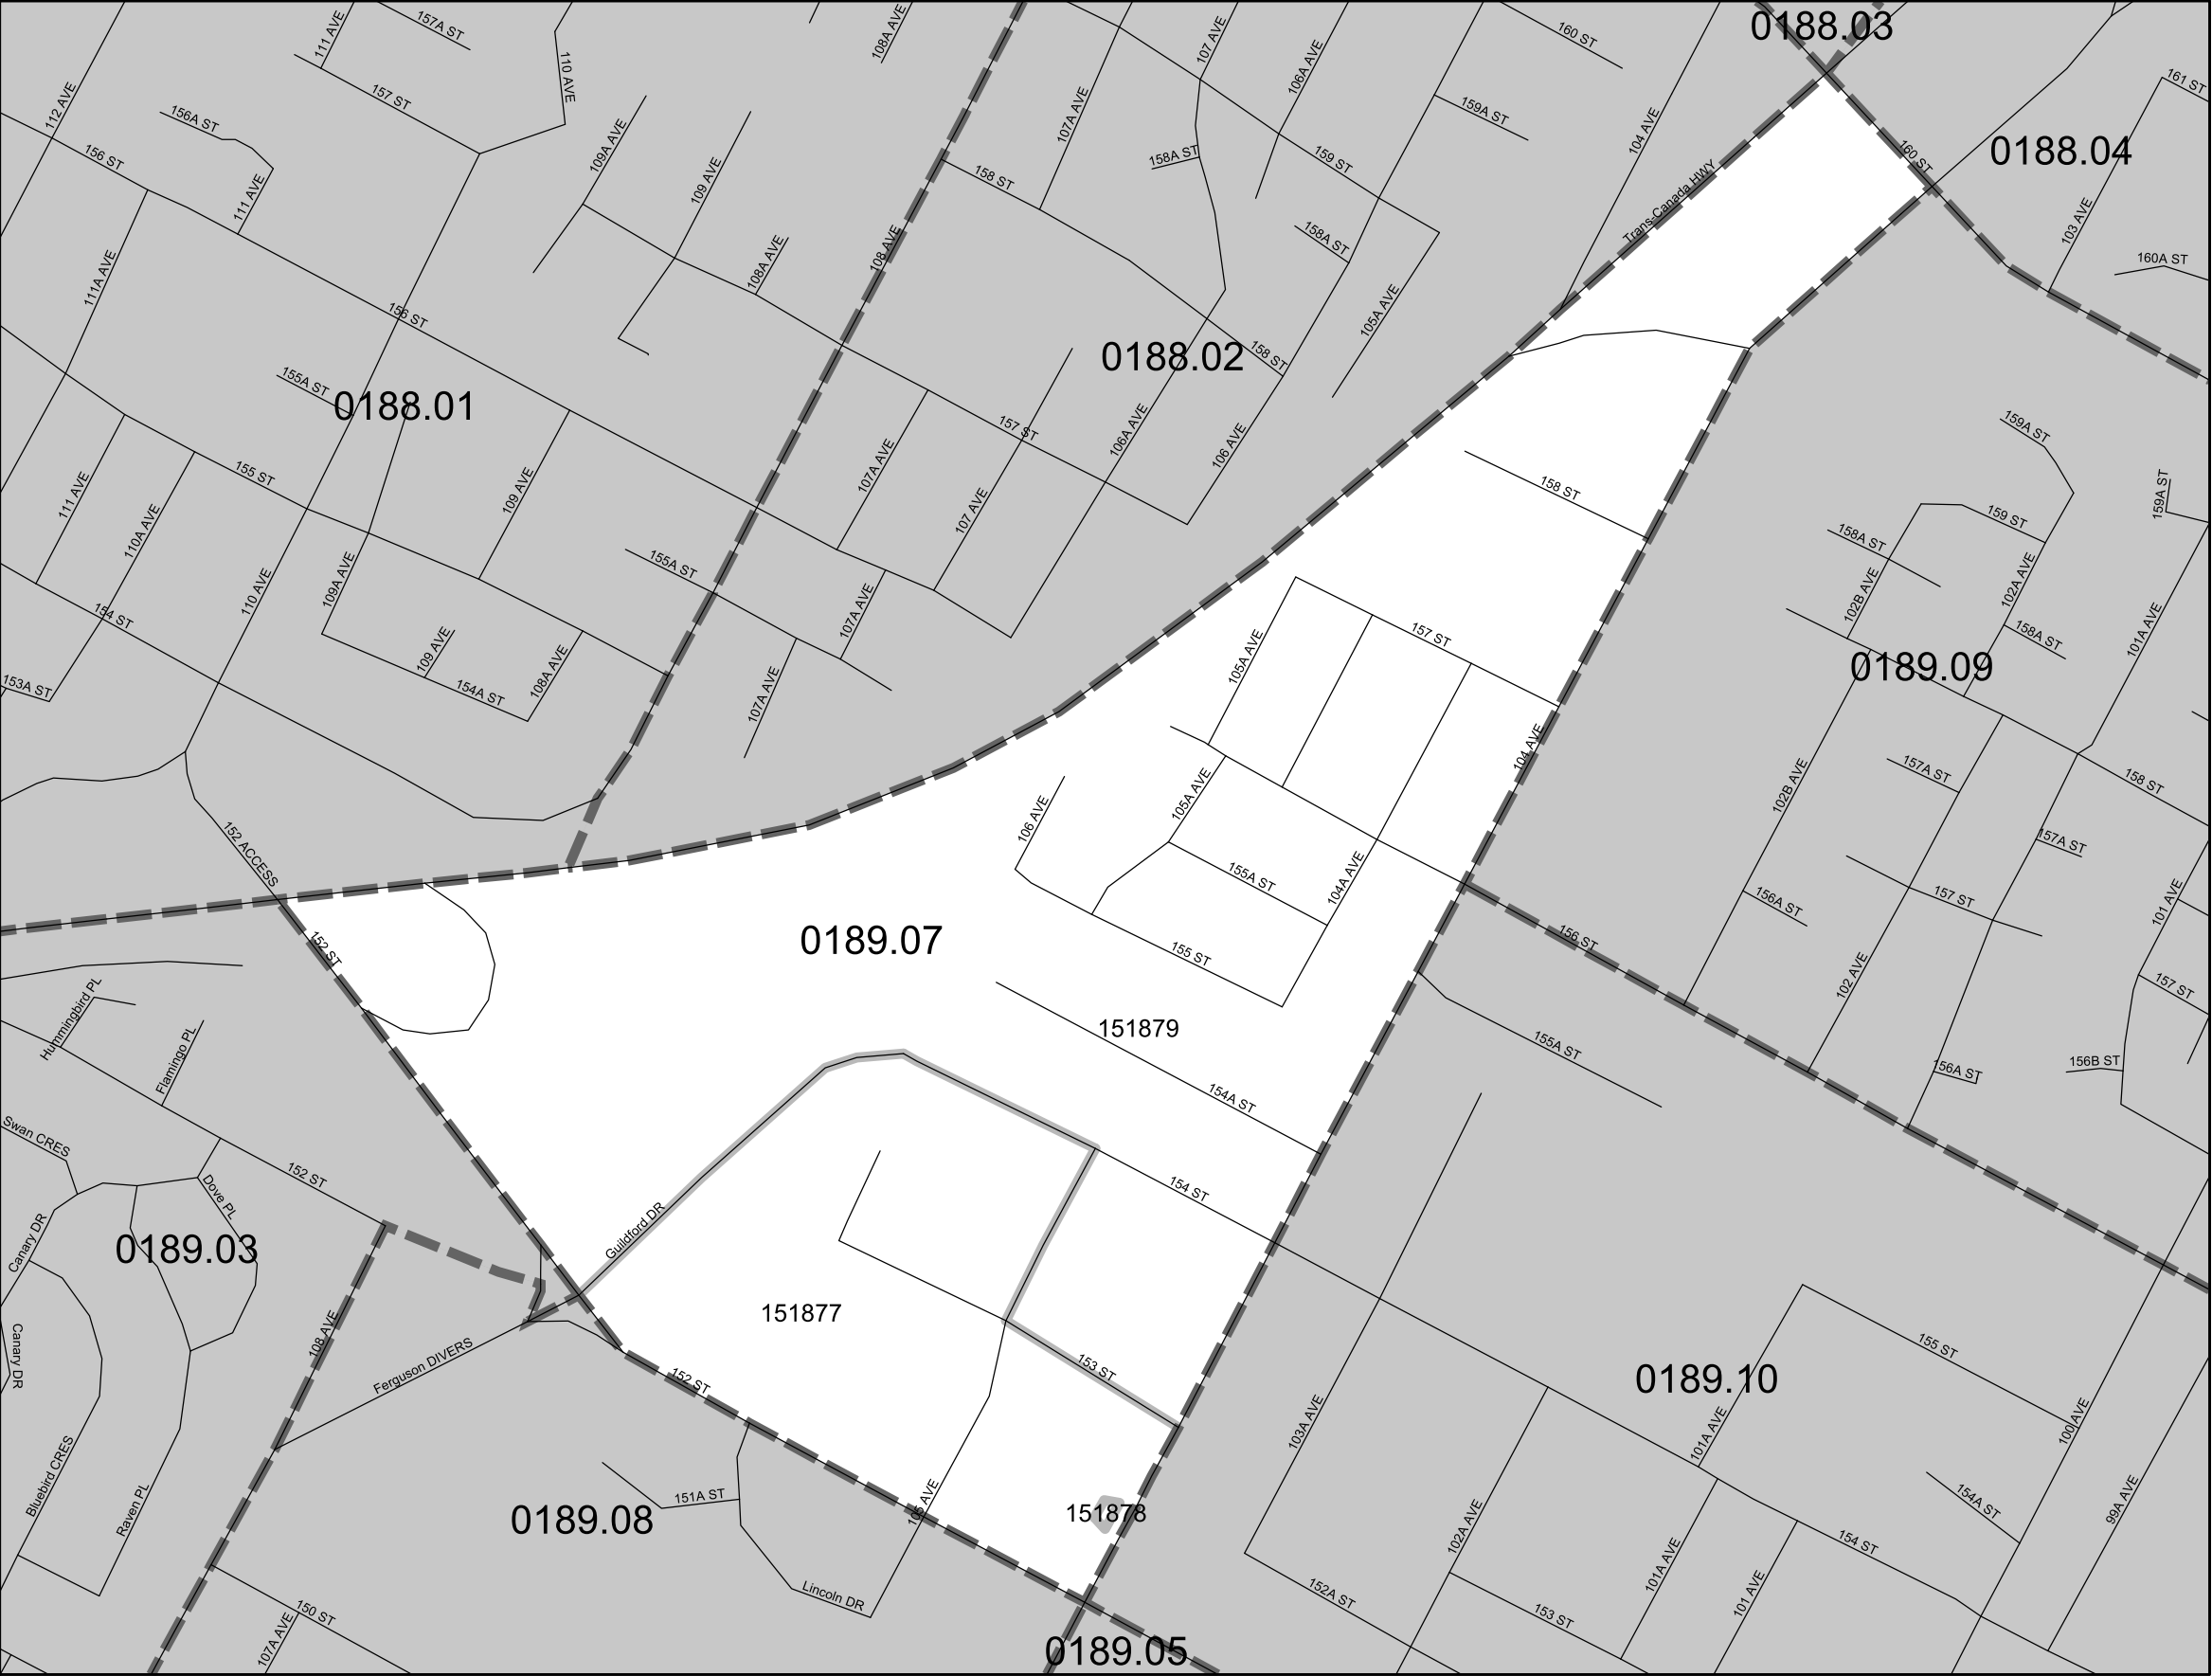 0188.03
157A ST
111 AVE
108A AVE
107 AVE
160 ST
106A AVE
110 AVE
161 ST
112 AVE
157 ST
156A ST
107A AVE
159A ST
104 AVE
109A AVE
156 ST
109 AVE
158A ST
159 ST
160 ST
0188.04
111 AVE
158 ST
Trans-Canada HWY
103 AVE
108 AVE
158A ST
160A ST
111A AVE
108A AVE
105A AVE
156 ST
0188.02
158 ST
155A ST
0188.01
157 ST
106A AVE
159A ST
106 AVE
155 ST
107A AVE
158 ST
159A ST
111 AVE
109 AVE
107 AVE
159 ST
110A AVE
158A ST
155A ST
109A AVE
110 AVE
102B AVE
102A AVE
154 ST
107A AVE
157 ST
158A ST
101A AVE
109 AVE
105A AVE
0189.09
153A ST
154A ST
108A AVE
107A AVE
104 AVE
157A ST
102B AVE
158 ST
105A AVE
106 AVE
157A ST
152 ACCESS
155A ST
104A AVE
156A ST
157 ST
101 AVE
0189.07
156 ST
152 ST
155 ST
102 AVE
157 ST
Hummingbird PL
151879
155A ST
Flamingo PL
156A ST
156B ST
154A ST
Swan CRES
152 ST
154 ST
Dove PL
Guildford DR
Canary DR
0189.03
151877
108 AVE
Canary DR
Ferguson DIVERS
153 ST
155 ST
152 ST
0189.10
103A AVE
101A AVE
100 AVE
Bluebird CRES
Raven PL
151A ST
105 AVE
151878
154A ST
99A AVE
0189.08
102A AVE
154 ST
101A AVE
Lincoln DR
152A ST
101 AVE
150 ST
153 ST
107A AVE
0189.05